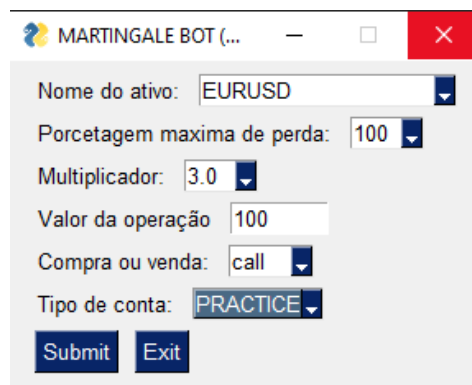 MARTINGALE BOT (...
Nome do ativo: EURUSD
Porcetagem maxima de perda: 100
Multiplicador: 3.0
Valor da operação 100
Compra ou venda: call
Tipo de conta: PRACTICE
Submit Exit